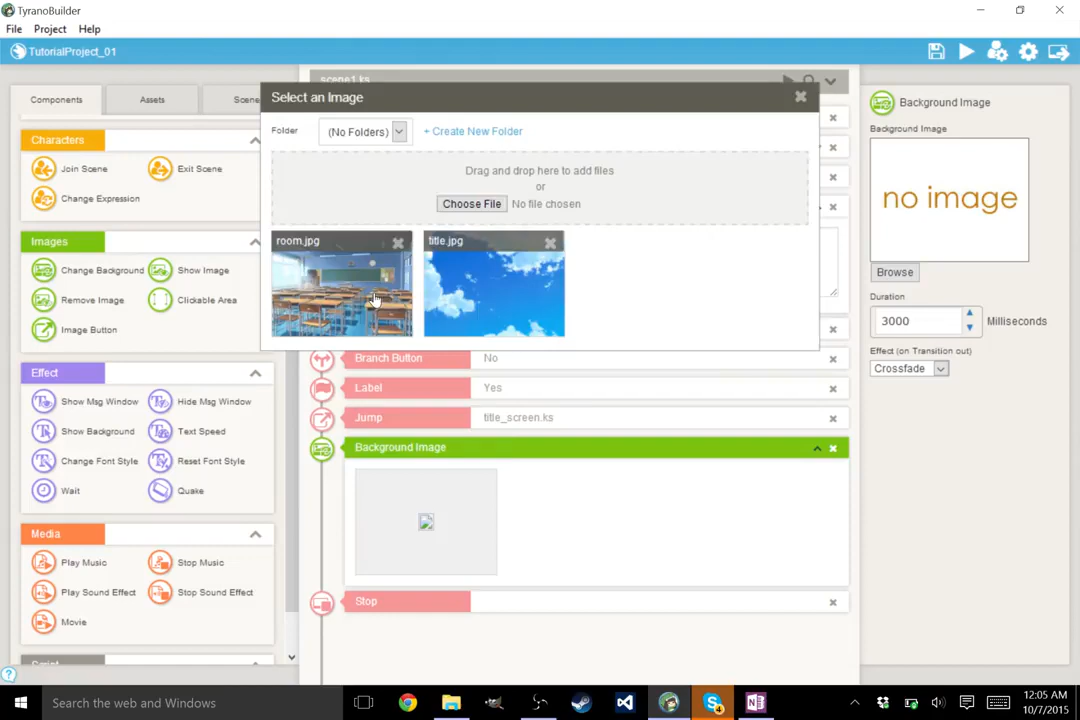 TyranoBuilder
File Project Help
TutorialProject_01
Components
Assets
Scene
Characters
Join Scene
Exit Scene
Change Expression
Images
Change Background
Show Image
Remove Image
Clickable Area
Image Button
Effect
Show Msg Window
Hide Msg Window
Show Background
Text Speed
Change Font Style
Reset Font Style
Wait
Quake
Media
Play Music
Stop Music
Play Sound Effect
Stop Sound Effect
Movie
Script
scene1.ks
Select an Image
Folder
(No Folders)
+ Create New Folder
Drag and drop here to add files
or
Choose File No file chosen
room.jpg
title.jpg
Branch Button No
Label Yes
Jump title_screen.ks
Background Image
Stop
Background Image
Background Image
no image
Browse
Duration
3000 Milliseconds
Effect (on Transition out)
Crossfade
Search the web and Windows
4
12:05 AM
10/7/2015